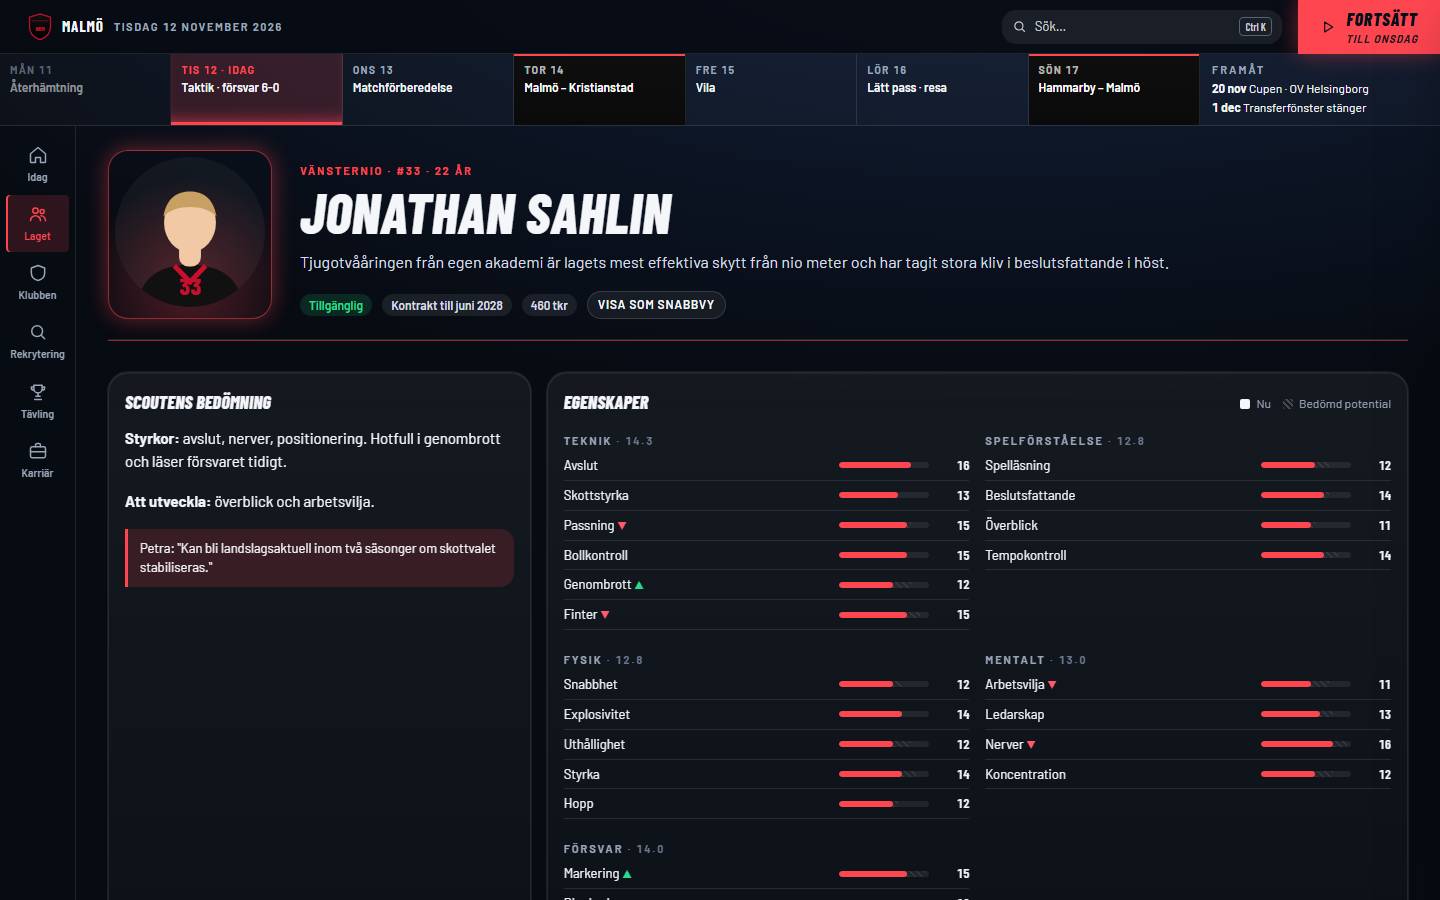 MALMÖ TISDAG 12 NOVEMBER 2026
Sök... Ctrl K
FORTSÄTT
TILL ONSDAG
MÅN 11
Återhämtning
TIS 12 · IDAG
Taktik · försvar 6-0
ONS 13
Matchförberedelse
TOR 14
Malmö – Kristianstad
FRE 15
Vila
LÖR 16
Lätt pass · resa
SÖN 17
Hammarby – Malmö
FRAMÅT
20 nov Cupen · OV Helsingborg
1 dec Transferfönster stänger
Idag
Laget
Klubben
Rekrytering
Tävling
Karriär
33
VÄNSTERNIO · #33 · 22 ÅR
JONATHAN SAHLIN
Tjugotvååringen från egen akademi är lagets mest effektiva skytt från nio meter och har tagit stora kliv i beslutsfattande i höst.
Tillgänglig Kontrakt till juni 2028 460 tkr VISA SOM SNABBVY
SCOUTENS BEDÖMNING
Styrkor: avslut, nerver, positionering. Hotfull i genombrott
och läser försvaret tidigt.
Att utveckla: överblick och arbetsvilja.
Petra: "Kan bli landslagsaktuell inom två säsonger om skottvalet
stabiliseras."
EGENSKAPER
Nu Bedömd potential
TEKNIK · 14.3
Avslut 16
Skottstyrka 13
Passning ▼ 15
Bollkontroll 15
Genombrott ▲ 12
Finter ▼ 15
SPELFÖRSTÅELSE · 12.8
Spelläsning 12
Beslutsfattande 14
Överblick 11
Tempokontroll 14
FYSIK · 12.8
Snabbhet 12
Explosivitet 14
Uthållighet 12
Styrka 14
Hopp 12
MENTALT · 13.0
Arbetsvilja ▼ 11
Ledarskap 13
Nerver ▼ 16
Koncentration 12
FÖRSVAR · 14.0
Markering ▲ 15